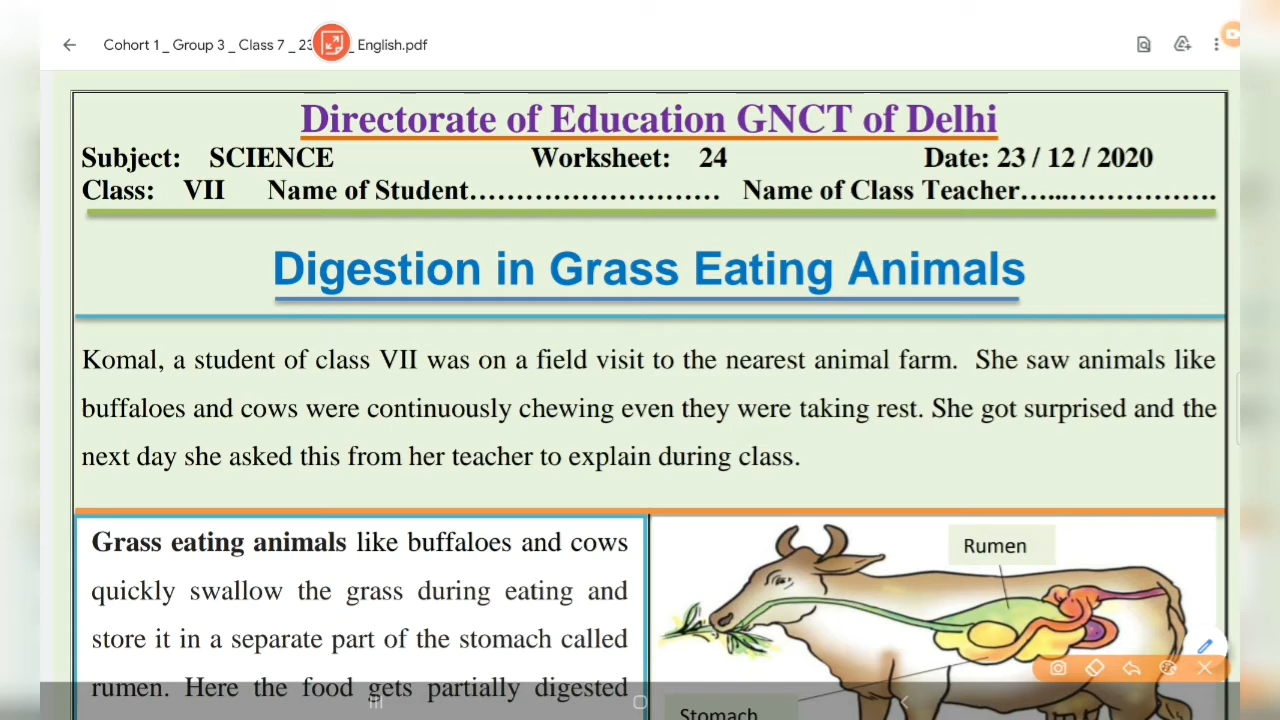 Cohort 1 _ Group 3 _ Class 7 _ 23 _ English.pdf
Directorate of Education GNCT of Delhi
Subject: SCIENCE Worksheet: 24 Date: 23 / 12 / 2020
Class: VII Name of Student……………………… Name of Class Teacher…...…………….
Digestion in Grass Eating Animals
Komal, a student of class VII was on a field visit to the nearest animal farm. She saw animals like
buffaloes and cows were continuously chewing even they were taking rest. She got surprised and the
next day she asked this from her teacher to explain during class.
Grass eating animals like buffaloes and cows
quickly swallow the grass during eating and
store it in a separate part of the stomach called
rumen. Here the food gets partially digested
Rumen
Stomach